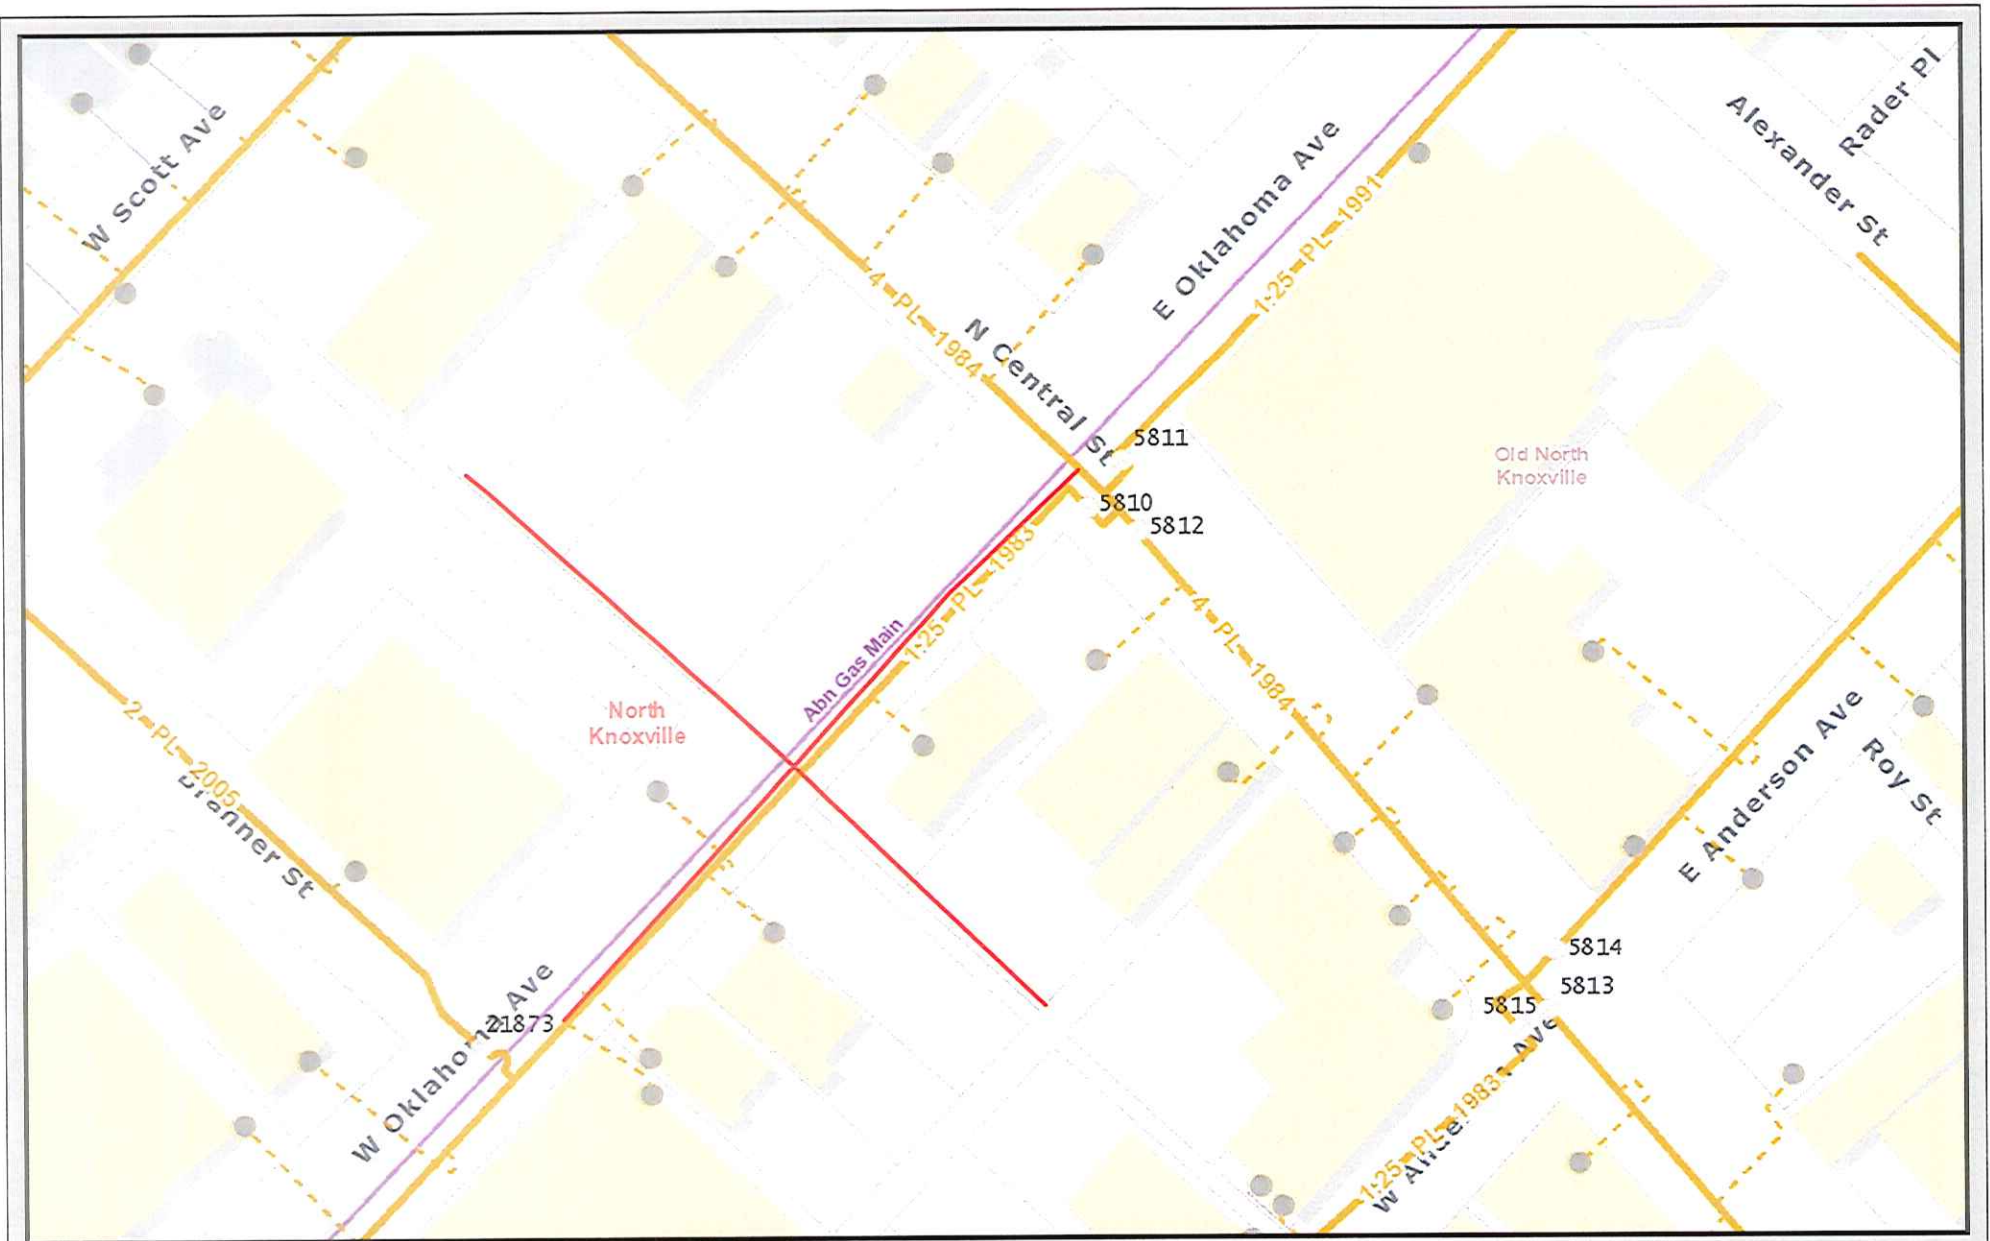 W Scott Ave
Rader Pl
Alexander St
E Oklahoma Ave
1.25-PL-1991
4-PL-1984
N Central St
5811
Old North
Knoxville
5810
5812
1.25-PL-1983
4-PL-1984
Abn Gas Main
North
Knoxville
2-PL-2005
Branner St
E Anderson Ave
Roy St
5814
5813
5815
21873
W Oklahoma Ave
1.25-PL-1983
W Ave